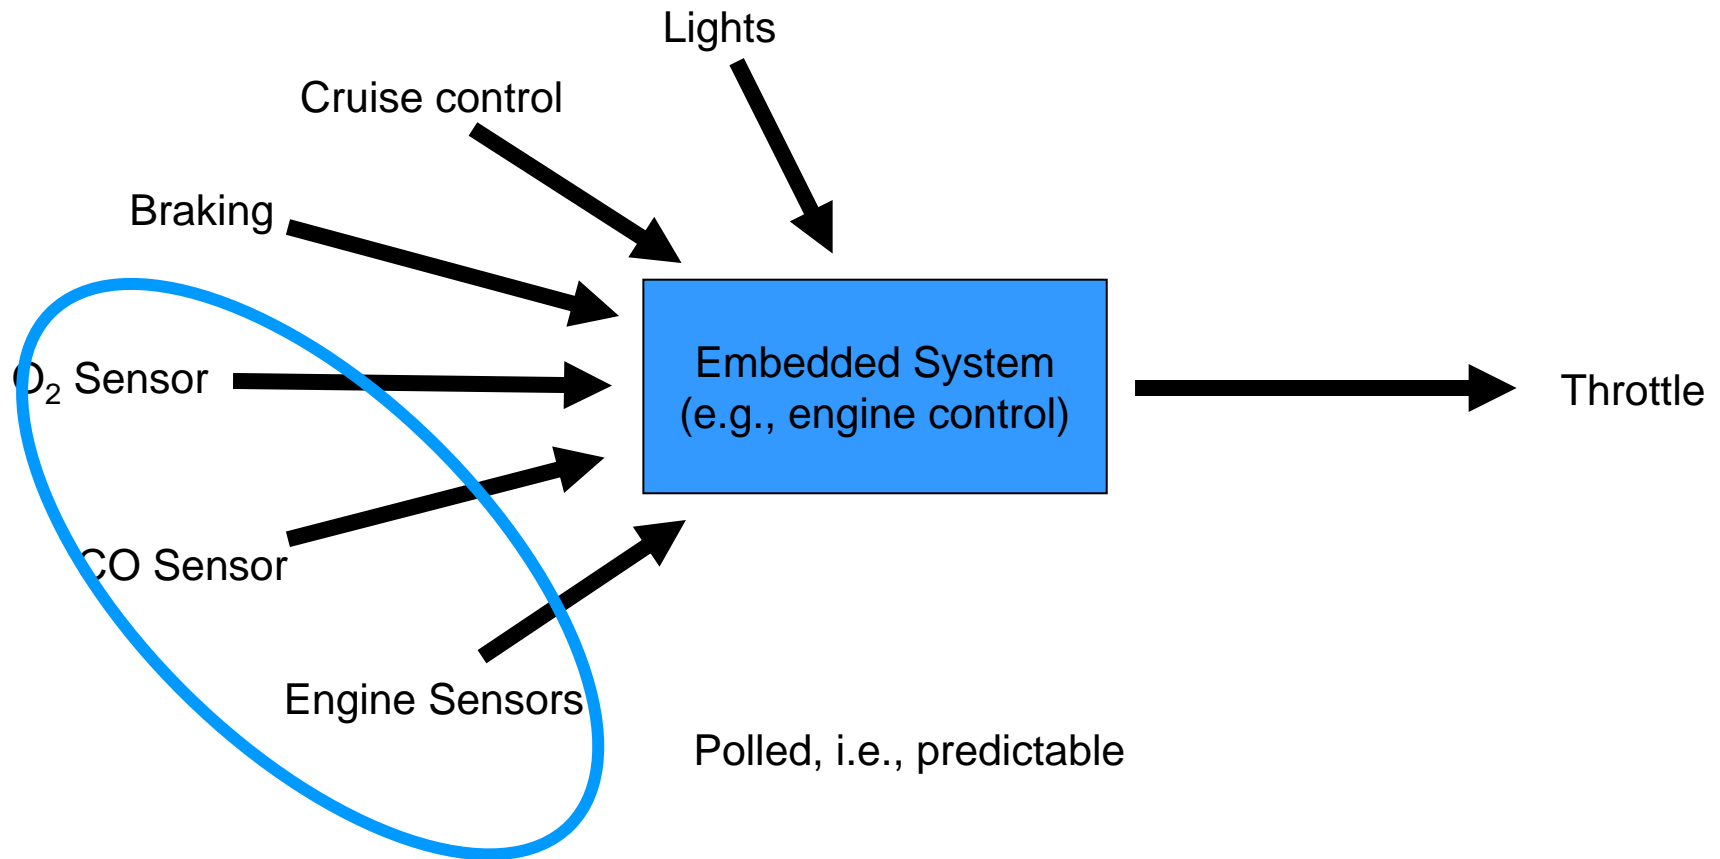 Lights
Cruise control
Braking
O₂ Sensor
Embedded System
(e.g., engine control)
Throttle
CO Sensor
Engine Sensors
Polled, i.e., predictable